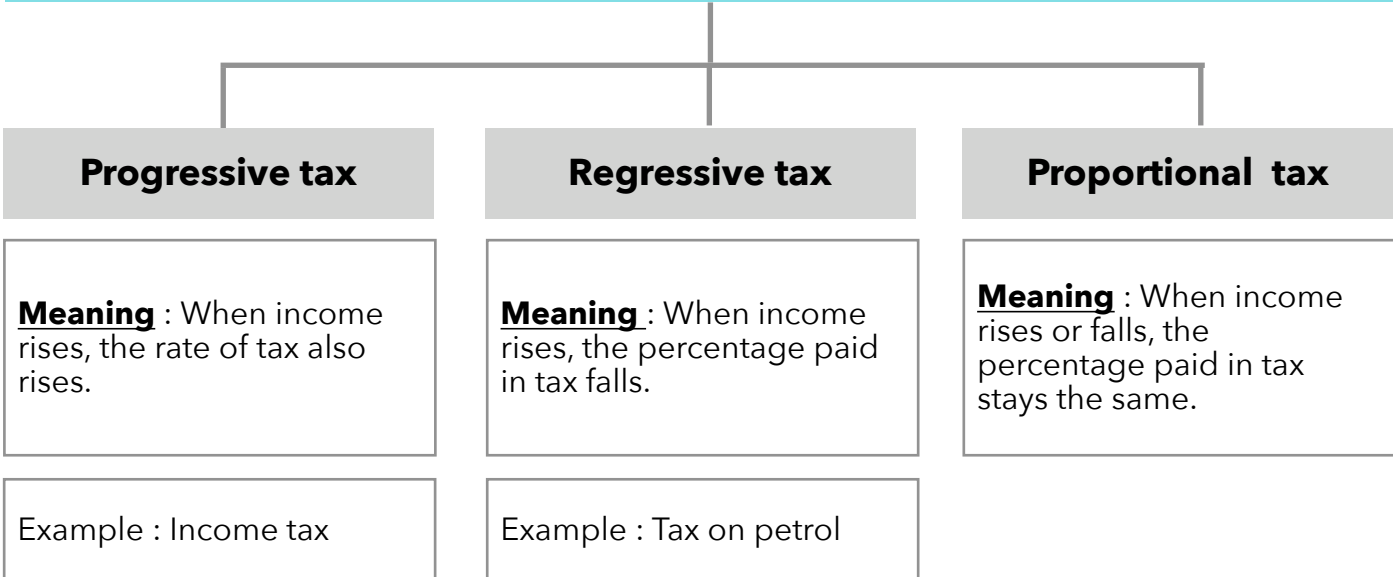 Progressive tax
Regressive tax
Proportional tax
Meaning : When income
rises, the rate of tax also
rises.
Meaning : When income
rises, the percentage paid
in tax falls.
Meaning : When income
rises or falls, the
percentage paid in tax
stays the same.
Example : Income tax
Example : Tax on petrol